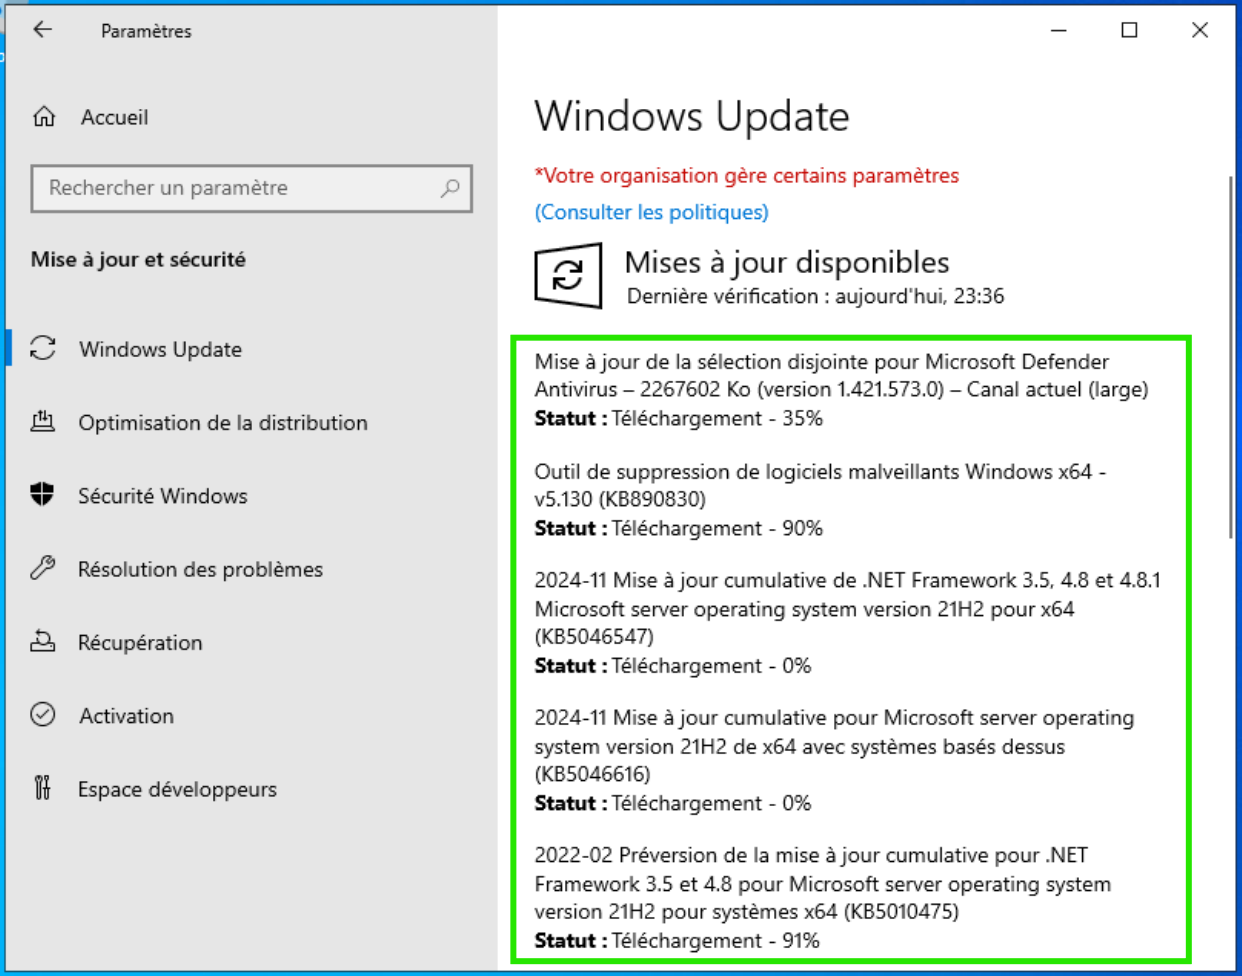 Paramètres
Accueil
Rechercher un paramètre
Mise à jour et sécurité
Windows Update
Optimisation de la distribution
Sécurité Windows
Résolution des problèmes
Récupération
Activation
Espace développeurs
Windows Update
*Votre organisation gère certains paramètres
(Consulter les politiques)
Mises à jour disponibles
Dernière vérification : aujourd'hui, 23:36
Mise à jour de la sélection disjointe pour Microsoft Defender
Antivirus – 2267602 Ko (version 1.421.573.0) – Canal actuel (large)
Statut : Téléchargement - 35%
Outil de suppression de logiciels malveillants Windows x64 -
v5.130 (KB890830)
Statut : Téléchargement - 90%
2024-11 Mise à jour cumulative de .NET Framework 3.5, 4.8 et 4.8.1
Microsoft server operating system version 21H2 pour x64
(KB5046547)
Statut : Téléchargement - 0%
2024-11 Mise à jour cumulative pour Microsoft server operating
system version 21H2 de x64 avec systèmes basés dessus
(KB5046616)
Statut : Téléchargement - 0%
2022-02 Préversion de la mise à jour cumulative pour .NET
Framework 3.5 et 4.8 pour Microsoft server operating system
version 21H2 pour systèmes x64 (KB5010475)
Statut : Téléchargement - 91%